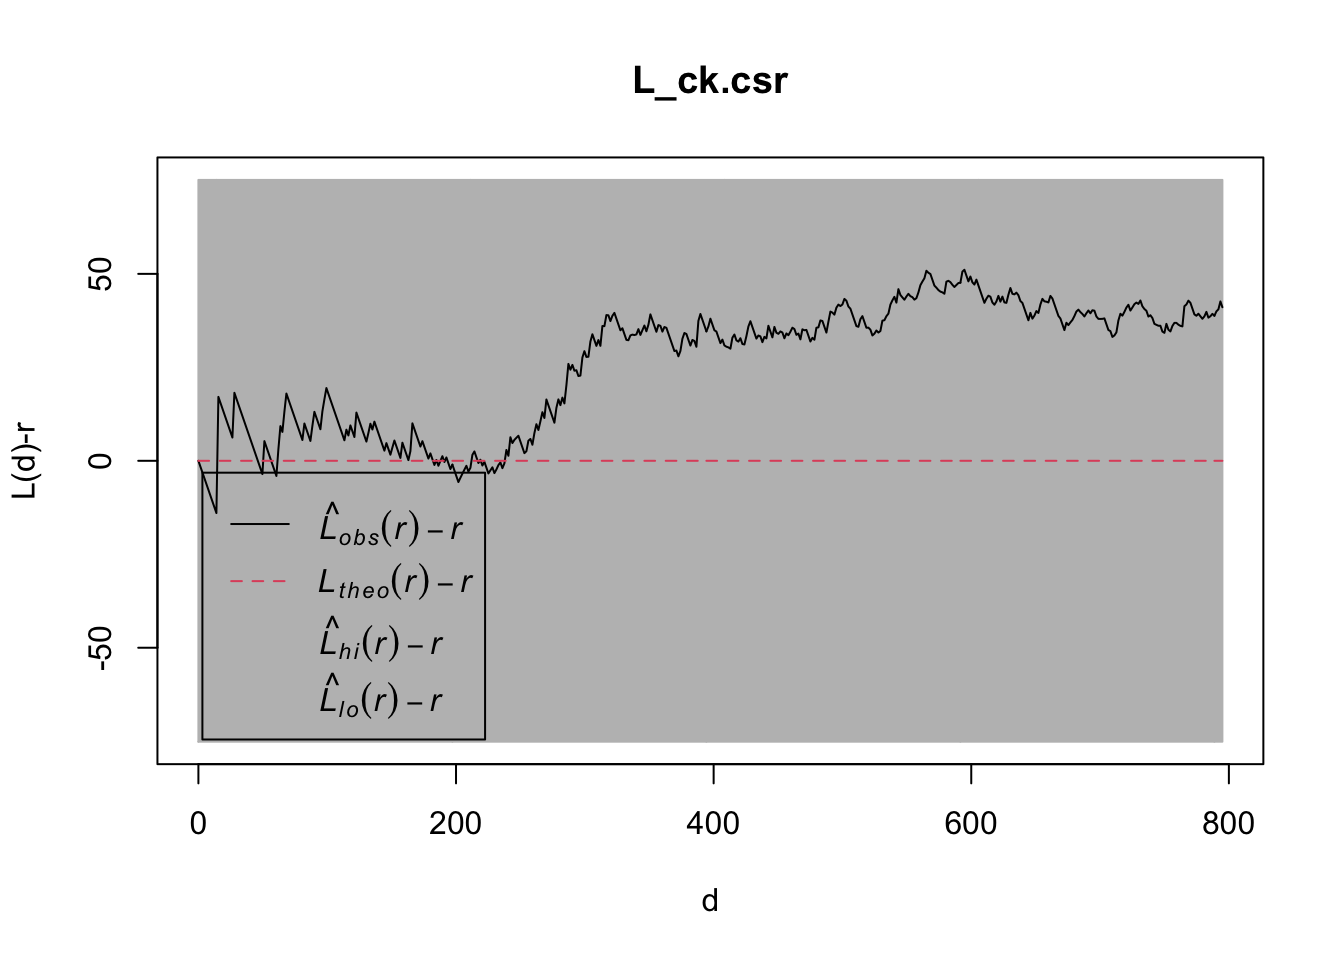 L_ck.csr
L(d)-r
50
0
-50
L̂obs(r) – r
Ltheo(r) – r
L̂hi(r) – r
L̂lo(r) – r
0 200 400 600 800
d